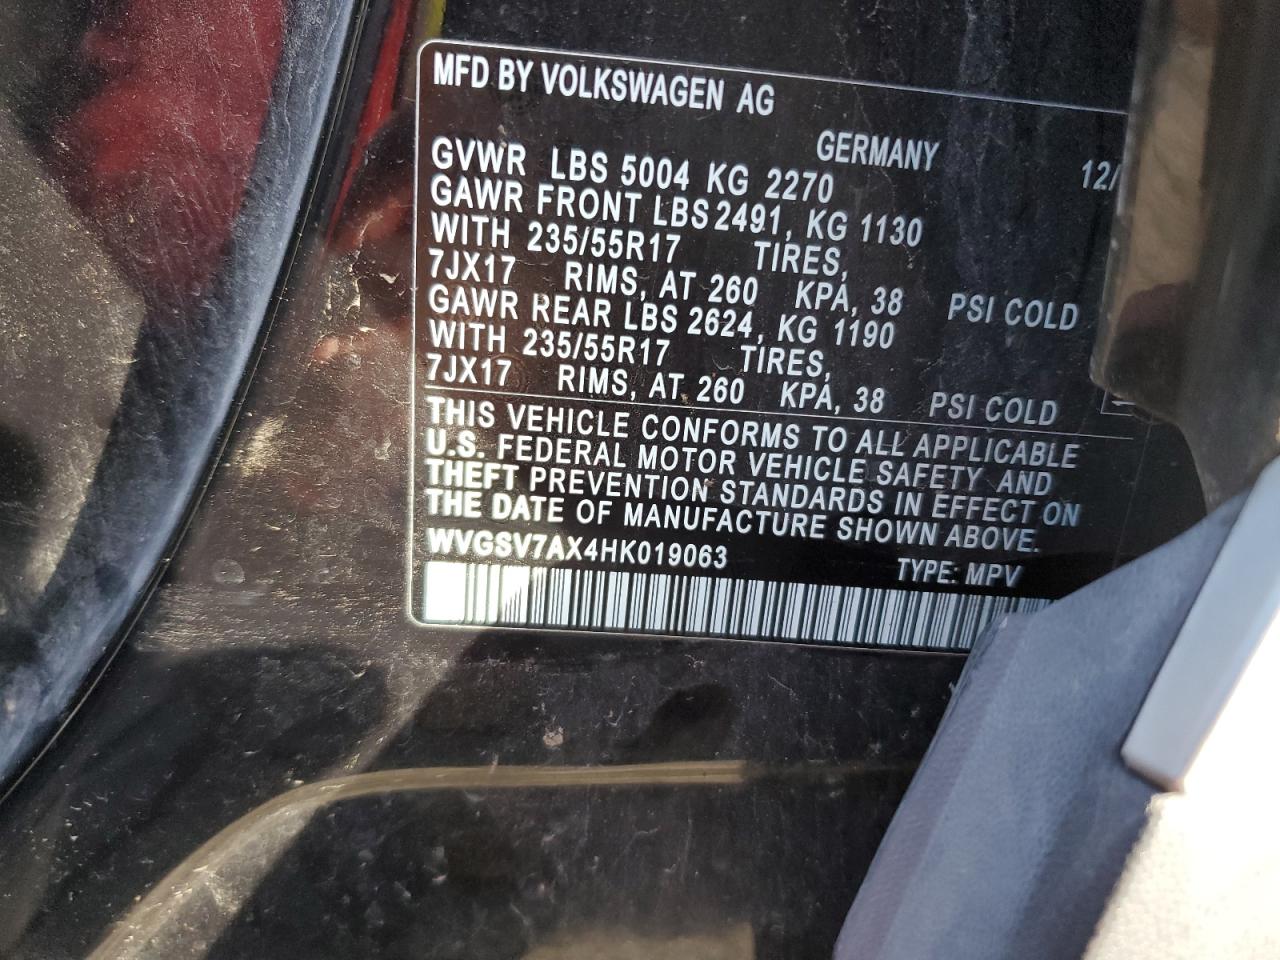 MFD BY VOLKSWAGEN AG
GERMANY 12/
GVWR LBS 5004 KG 2270
GAWR FRONT LBS 2491, KG 1130
WITH 235/55R17 TIRES,
7JX17 RIMS, AT 260 KPA, 38 PSI COLD
GAWR REAR LBS 2624, KG 1190
WITH 235/55R17 TIRES,
7JX17 RIMS, AT 260 KPA, 38 PSI COLD
THIS VEHICLE CONFORMS TO ALL APPLICABLE
U.S. FEDERAL MOTOR VEHICLE SAFETY AND
THEFT PREVENTION STANDARDS IN EFFECT ON
THE DATE OF MANUFACTURE SHOWN ABOVE.
WVGSV7AX4HK019063 TYPE: MPV